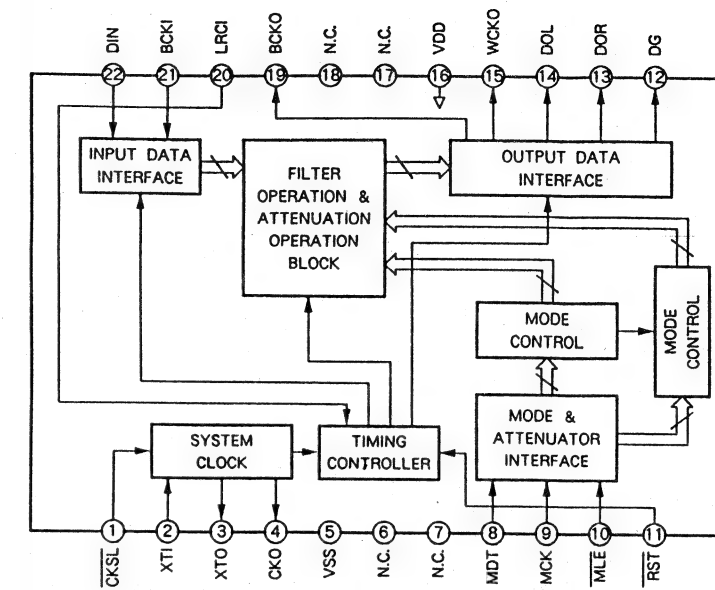 DIN
BCKI
LRCI
BCKO
N.C.
N.C.
VDD
WCKO
DOL
DOR
DG
22
21
20
19
18
17
16
15
14
13
12
INPUT DATA
INTERFACE
FILTER
OPERATION &
ATTENUATION
OPERATION
BLOCK
OUTPUT DATA
INTERFACE
MODE
CONTROL
MODE
CONTROL
MODE &
ATTENUATOR
INTERFACE
SYSTEM
CLOCK
TIMING
CONTROLLER
1
2
3
4
5
6
7
8
9
10
11
CKSL
XTI
XTO
CKO
VSS
N.C.
N.C.
MDT
MCK
MLE
RST